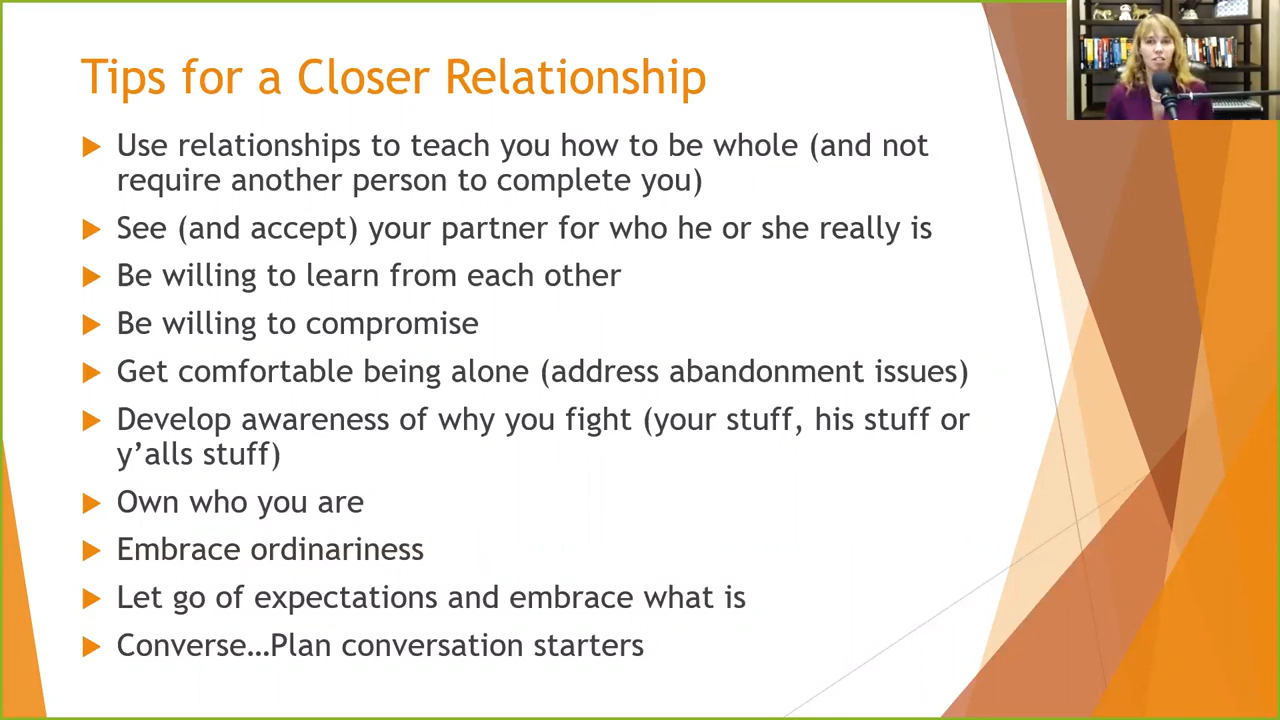 Tips for a Closer Relationship
Use relationships to teach you how to be whole (and not
require another person to complete you)
See (and accept) your partner for who he or she really is
Be willing to learn from each other
Be willing to compromise
Get comfortable being alone (address abandonment issues)
Develop awareness of why you fight (your stuff, his stuff or
y’alls stuff)
Own who you are
Embrace ordinariness
Let go of expectations and embrace what is
Converse…Plan conversation starters